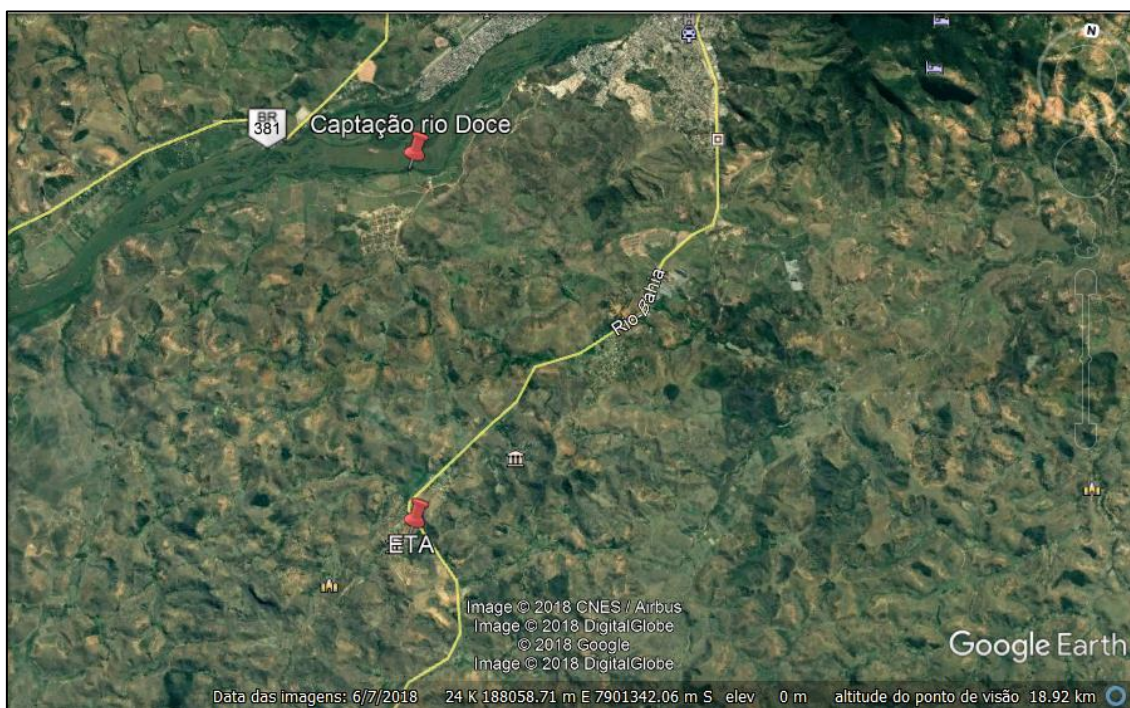 N
BR
381
Captação rio Doce
Rio-Bahia
ETA
Image © 2018 CNES / Airbus
Image © 2018 DigitalGlobe
© 2018 Google
Image © 2018 DigitalGlobe
Google Earth
Data das imagens: 6/7/2018 24 K 188058.71 m E 7901342.06 m S elev 0 m altitude do ponto de visão 18.92 km